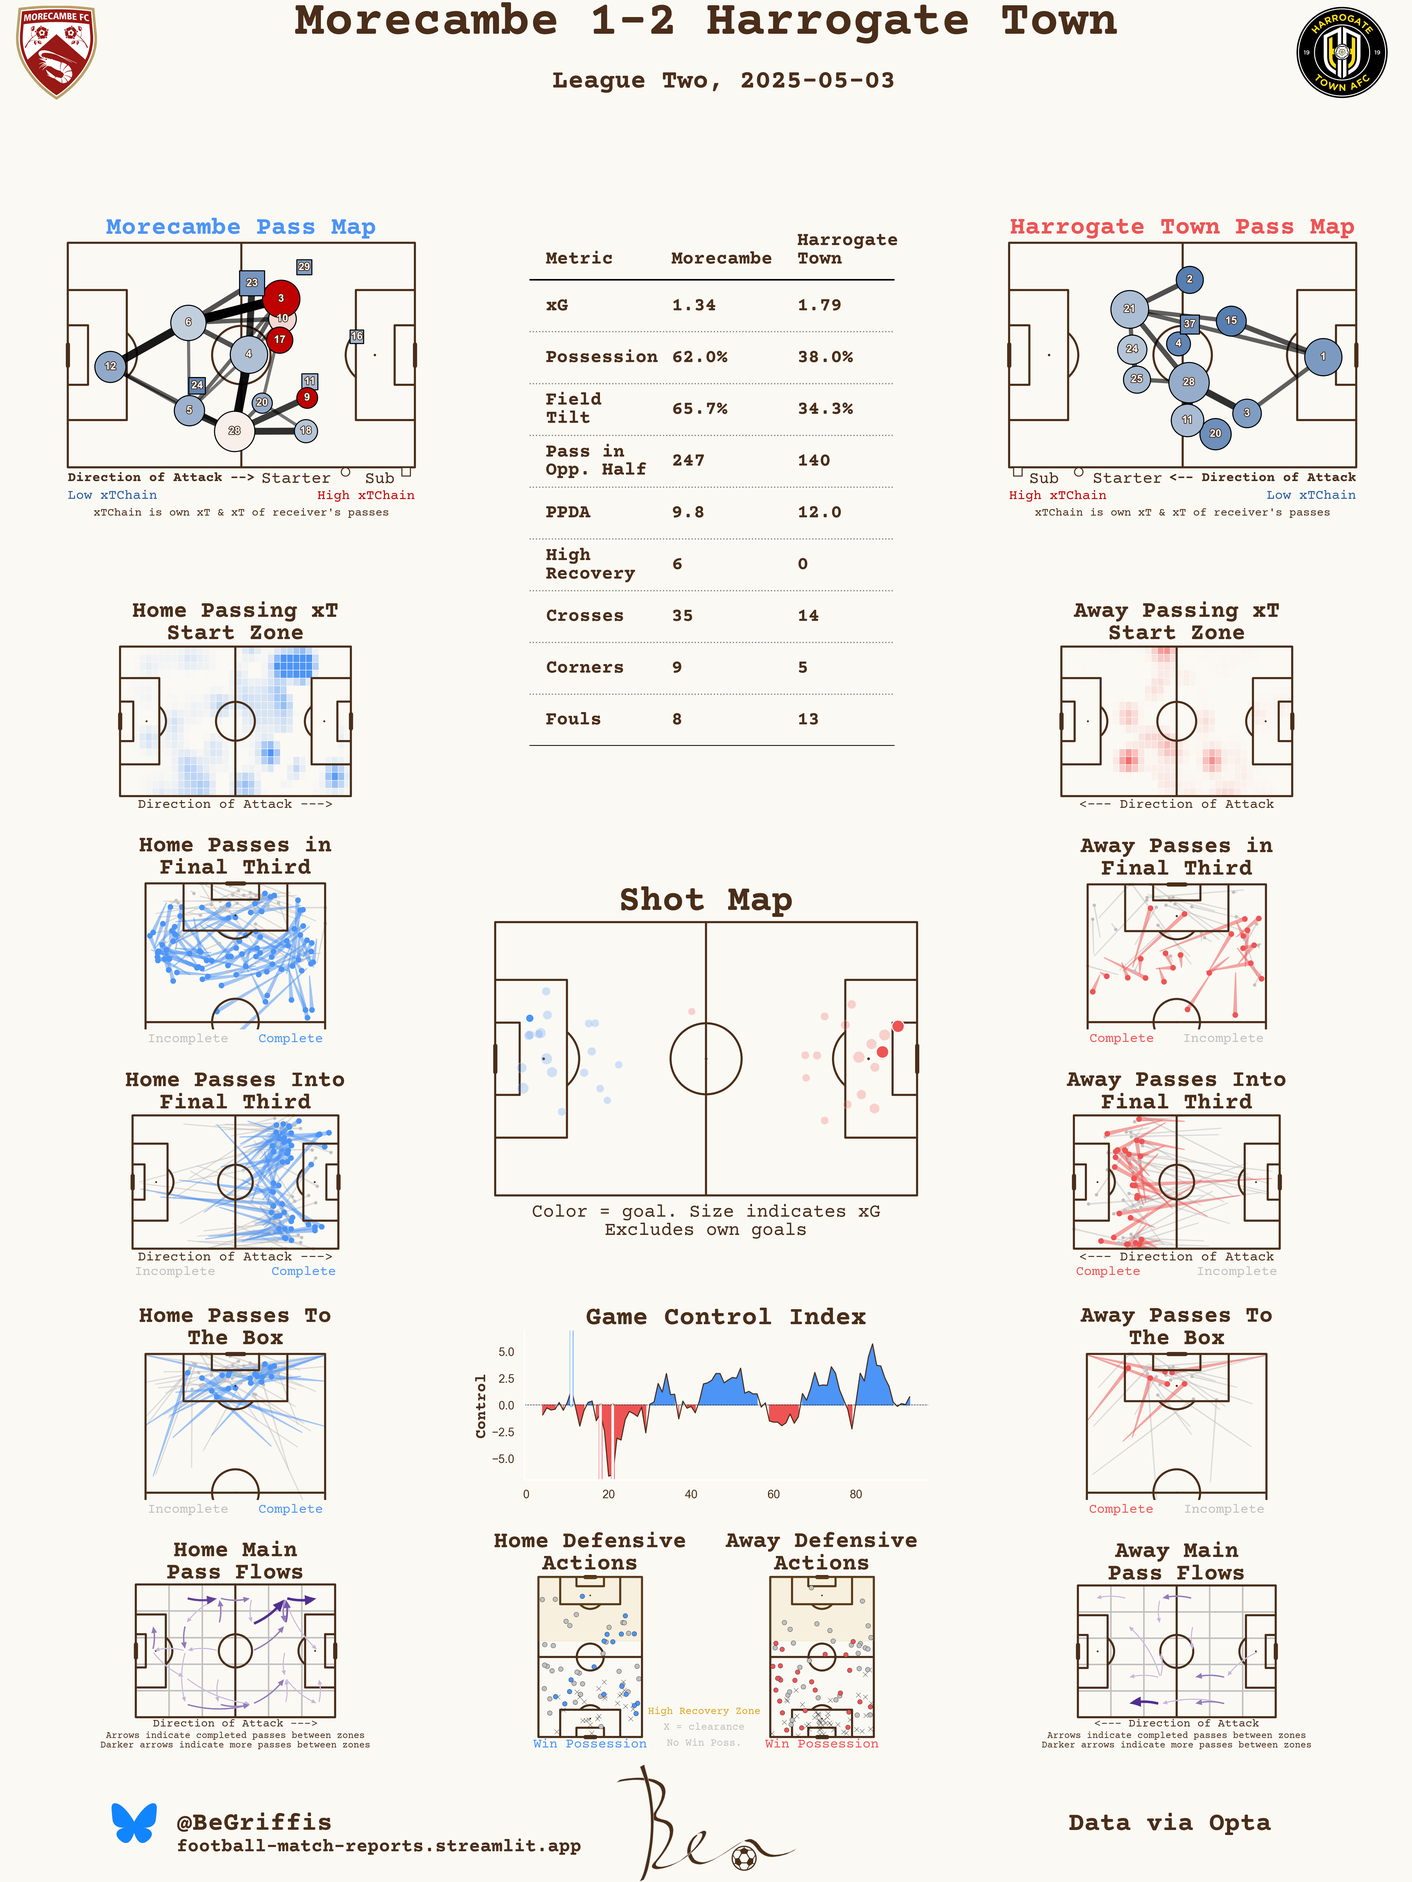 Morecambe 1-2 Harrogate Town
League Two, 2025-05-03
MORECAMBE FC
HARROGATE
19 19
TOWN AFC
Morecambe Pass Map
29
23
3
10
6
17
16
4
12
24
11
9
20
5
28
18
Direction of Attack --> Starter Sub
Low xTChain High xTChain
xTChain is own xT & xT of receiver's passes
Metric Morecambe Harrogate Town
xG 1.34 1.79
Possession 62.0% 38.0%
Field Tilt 65.7% 34.3%
Pass in Opp. Half 247 140
PPDA 9.8 12.0
High Recovery 6 0
Crosses 35 14
Corners 9 5
Fouls 8 13
Harrogate Town Pass Map
2
21
37
15
4
24
1
25
28
3
11
20
Sub Starter <-- Direction of Attack
High xTChain Low xTChain
xTChain is own xT & xT of receiver's passes
Home Passing xT
Start Zone
Direction of Attack --->
Away Passing xT
Start Zone
<--- Direction of Attack
Home Passes in
Final Third
Incomplete Complete
Away Passes in
Final Third
Complete Incomplete
Shot Map
Color = goal. Size indicates xG
Excludes own goals
Home Passes Into
Final Third
Direction of Attack --->
Incomplete Complete
Away Passes Into
Final Third
<--- Direction of Attack
Complete Incomplete
Home Passes To
The Box
Incomplete Complete
Game Control Index
Control
5.0
2.5
0.0
−2.5
−5.0
0 20 40 60 80
Away Passes To
The Box
Complete Incomplete
Home Main
Pass Flows
Direction of Attack --->
Arrows indicate completed passes between zones
Darker arrows indicate more passes between zones
Home Defensive
Actions
Win Possession
Away Defensive
Actions
Win Possession
High Recovery Zone
X = clearance
No Win Poss.
Away Main
Pass Flows
<--- Direction of Attack
Arrows indicate completed passes between zones
Darker arrows indicate more passes between zones
@BeGriffis
football-match-reports.streamlit.app
Ben
Data via Opta